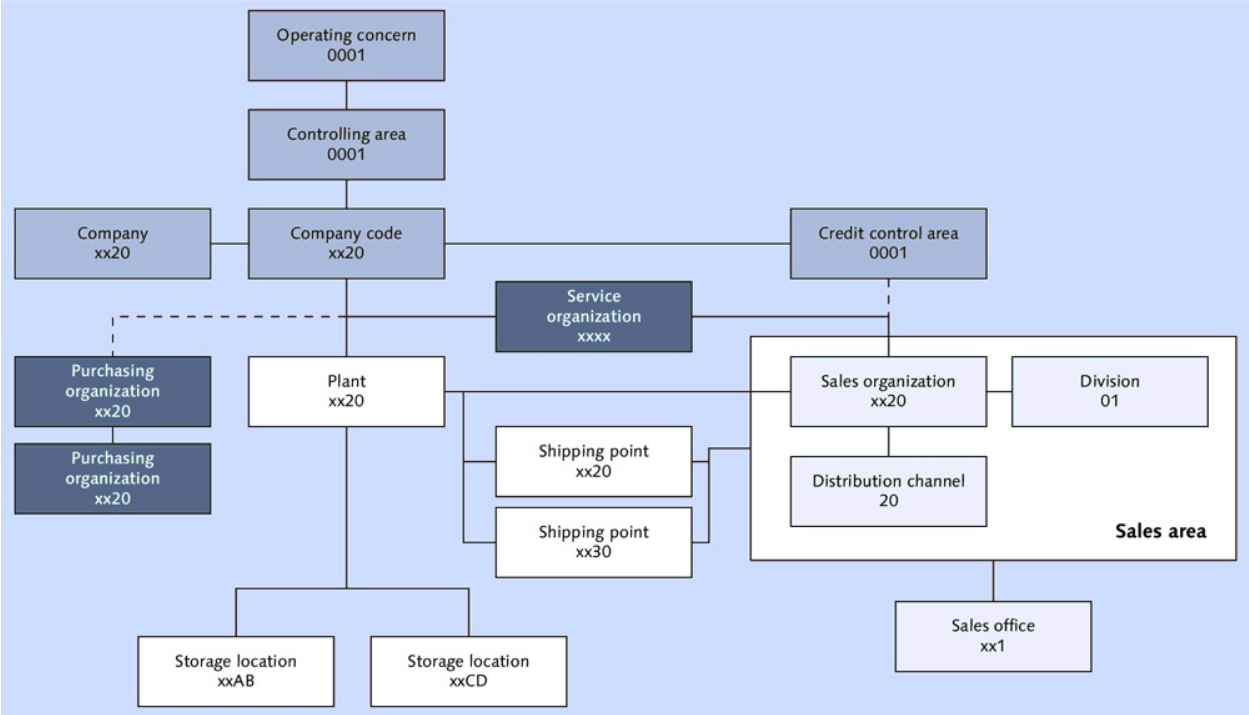 Operating concern
0001
Controlling area
0001
Company
xx20
Company code
xx20
Credit control area
0001
Service
organization
xxxx
Purchasing
organization
xx20
Plant
xx20
Sales organization
xx20
Division
01
Purchasing
organization
xx20
Shipping point
xx20
Distribution channel
20
Shipping point
xx30
Sales area
Storage location
xxAB
Storage location
xxCD
Sales office
xx1